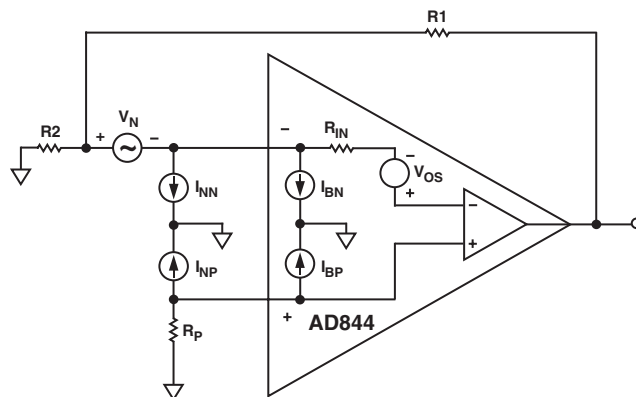 R1
V_N
R2
+
−
−
R_IN
−
V_OS
+
I_NN
I_BN
−
+
I_NP
I_BP
+
AD844
R_P